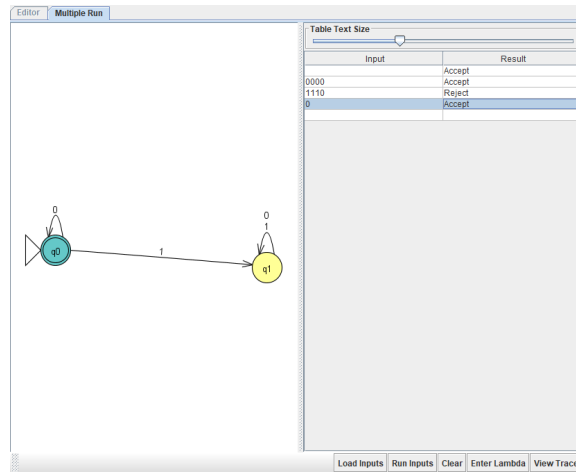 Editor Multiple Run
Table Text Size
Input Result
Accept
0000 Accept
1110 Reject
0 Accept
0
0
1
1
q0
q1
Load Inputs Run Inputs Clear Enter Lambda View Trace